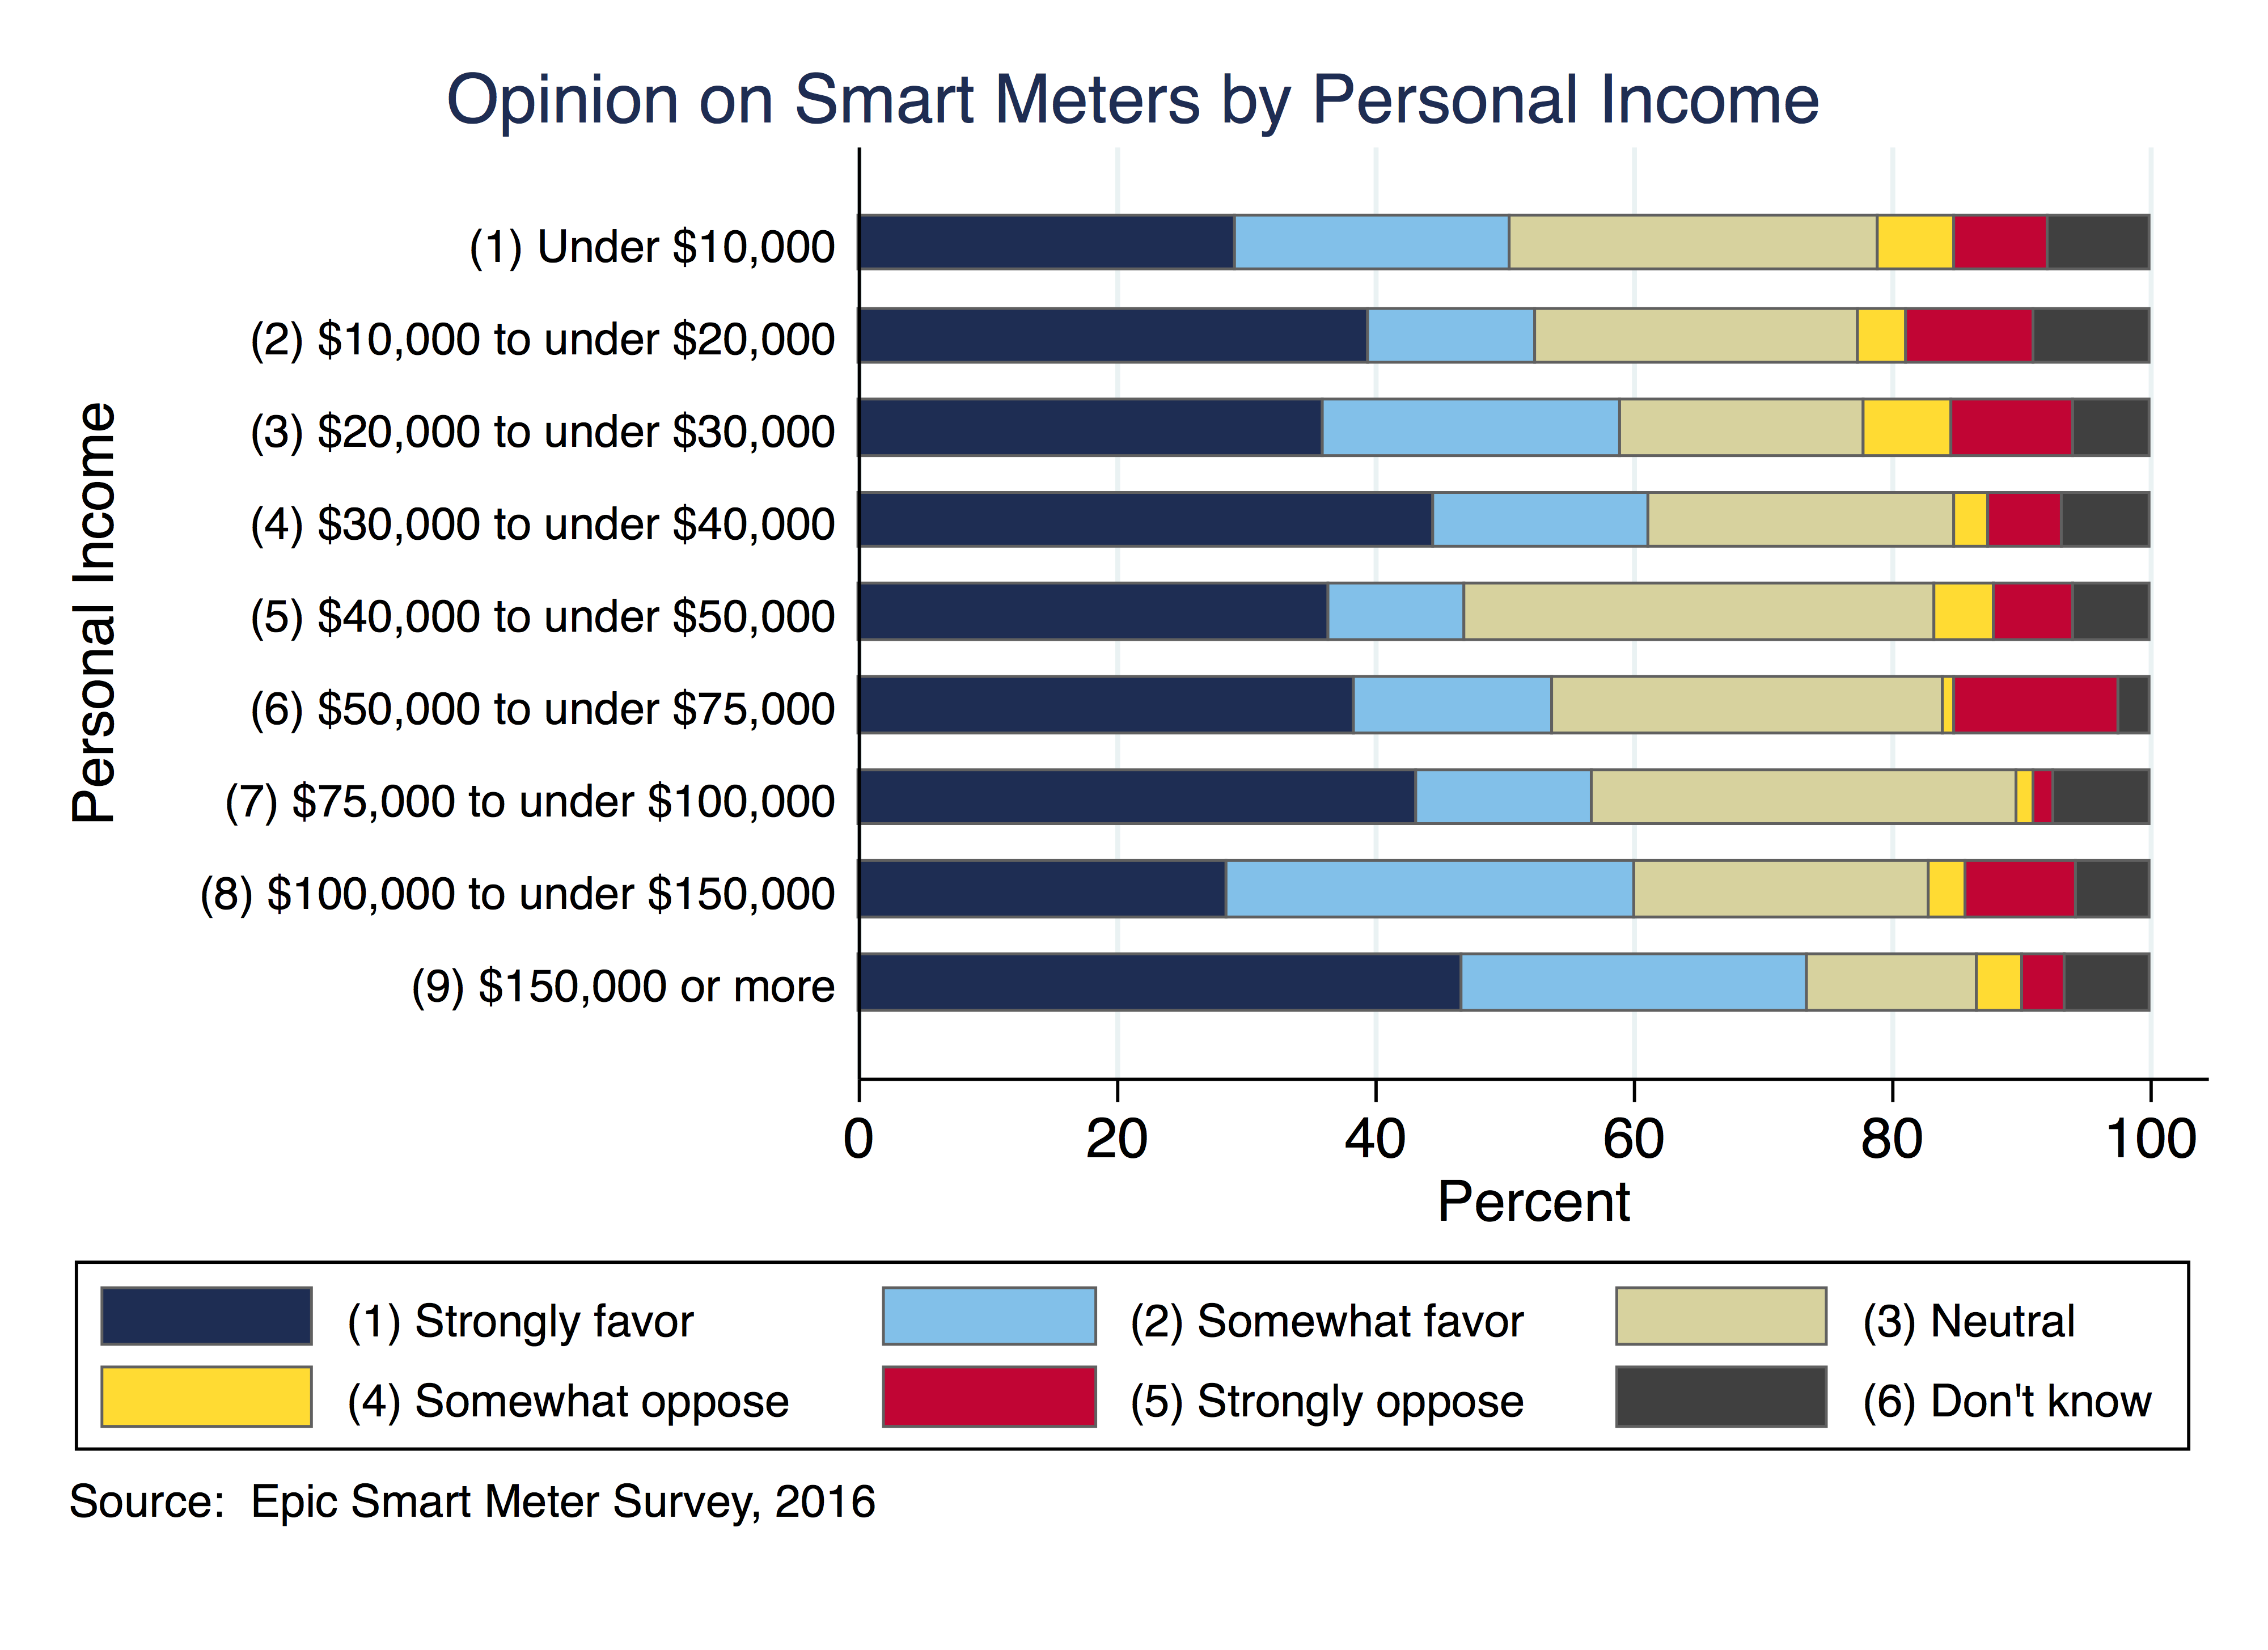 Opinion on Smart Meters by Personal Income
Personal Income
(1) Under $10,000
(2) $10,000 to under $20,000
(3) $20,000 to under $30,000
(4) $30,000 to under $40,000
(5) $40,000 to under $50,000
(6) $50,000 to under $75,000
(7) $75,000 to under $100,000
(8) $100,000 to under $150,000
(9) $150,000 or more
0 20 40 60 80 100
Percent
(1) Strongly favor (2) Somewhat favor (3) Neutral
(4) Somewhat oppose (5) Strongly oppose (6) Don't know
Source:  Epic Smart Meter Survey, 2016